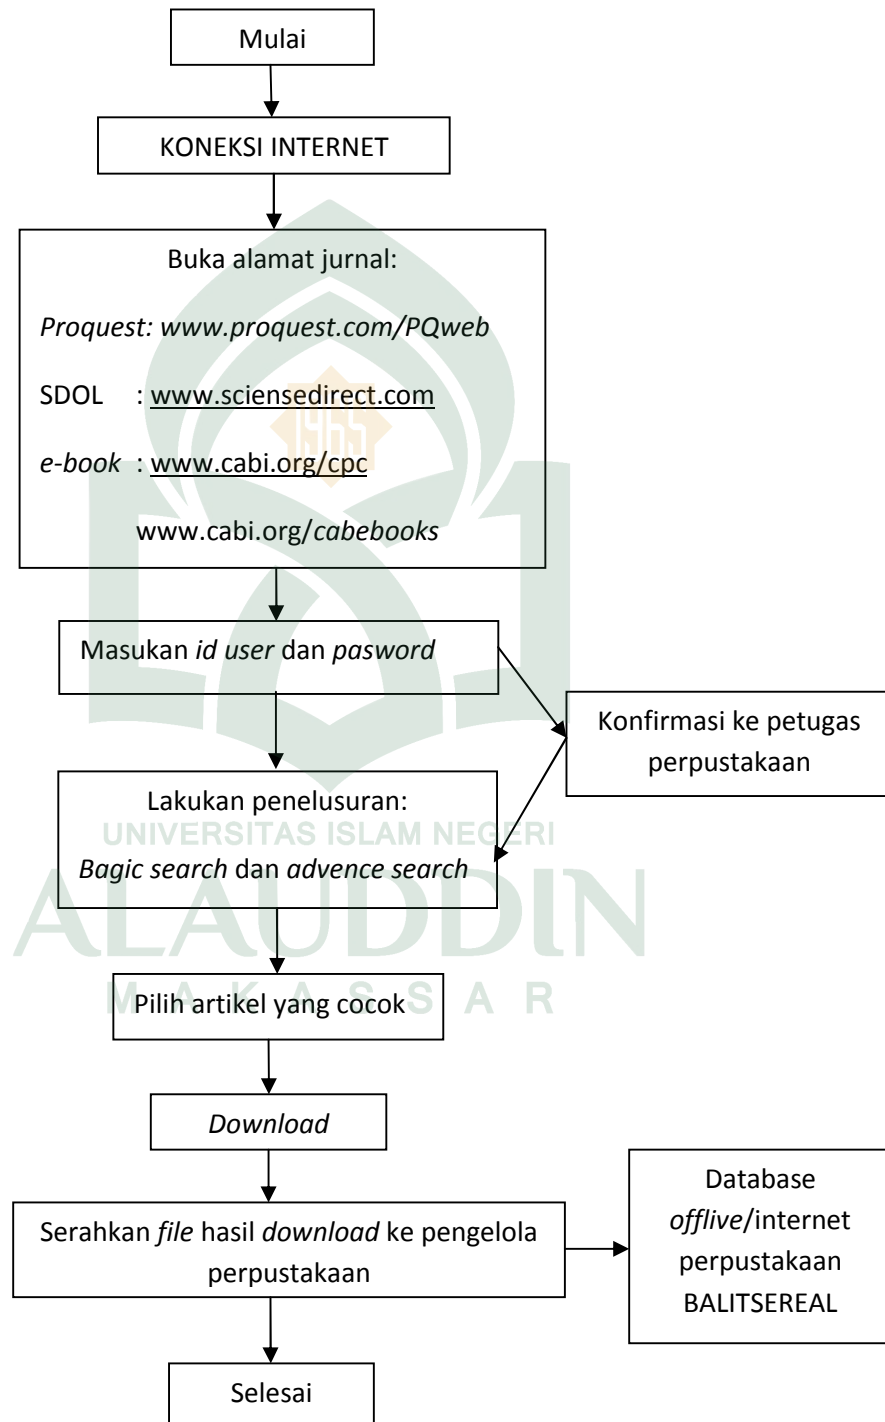 Mulai
KONEKSI INTERNET
Buka alamat jurnal:
Proquest: www.proquest.com/PQweb
SDOL : www.sciensedirect.com
e-book : www.cabi.org/cpc
www.cabi.org/cabebooks
Masukan id user dan pasword
Konfirmasi ke petugas
perpustakaan
Lakukan penelusuran:
Bagic search dan advence search
Pilih artikel yang cocok
Download
Serahkan file hasil download ke pengelola
perpustakaan
Database
offlive/internet
perpustakaan
BALITSEREAL
Selesai
1965
UNIVERSITAS ISLAM NEGERI
ALAUDDIN
MAKASSAR